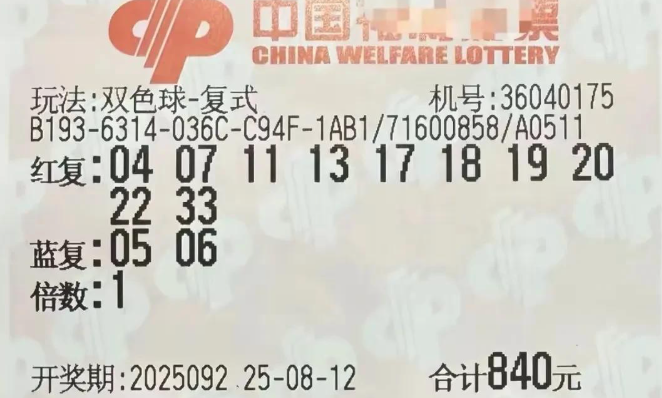 中国
CHINA WELFARE LOTTERY
玩法:双色球-复式 机号:36040175
B193-6314-036C-C94F-1AB1/71600858/A0511
红复:04 07 11 13 17 18 19 20
22 33
蓝复:05 06
倍数:1
开奖期:2025092 25-08-12 合计840元